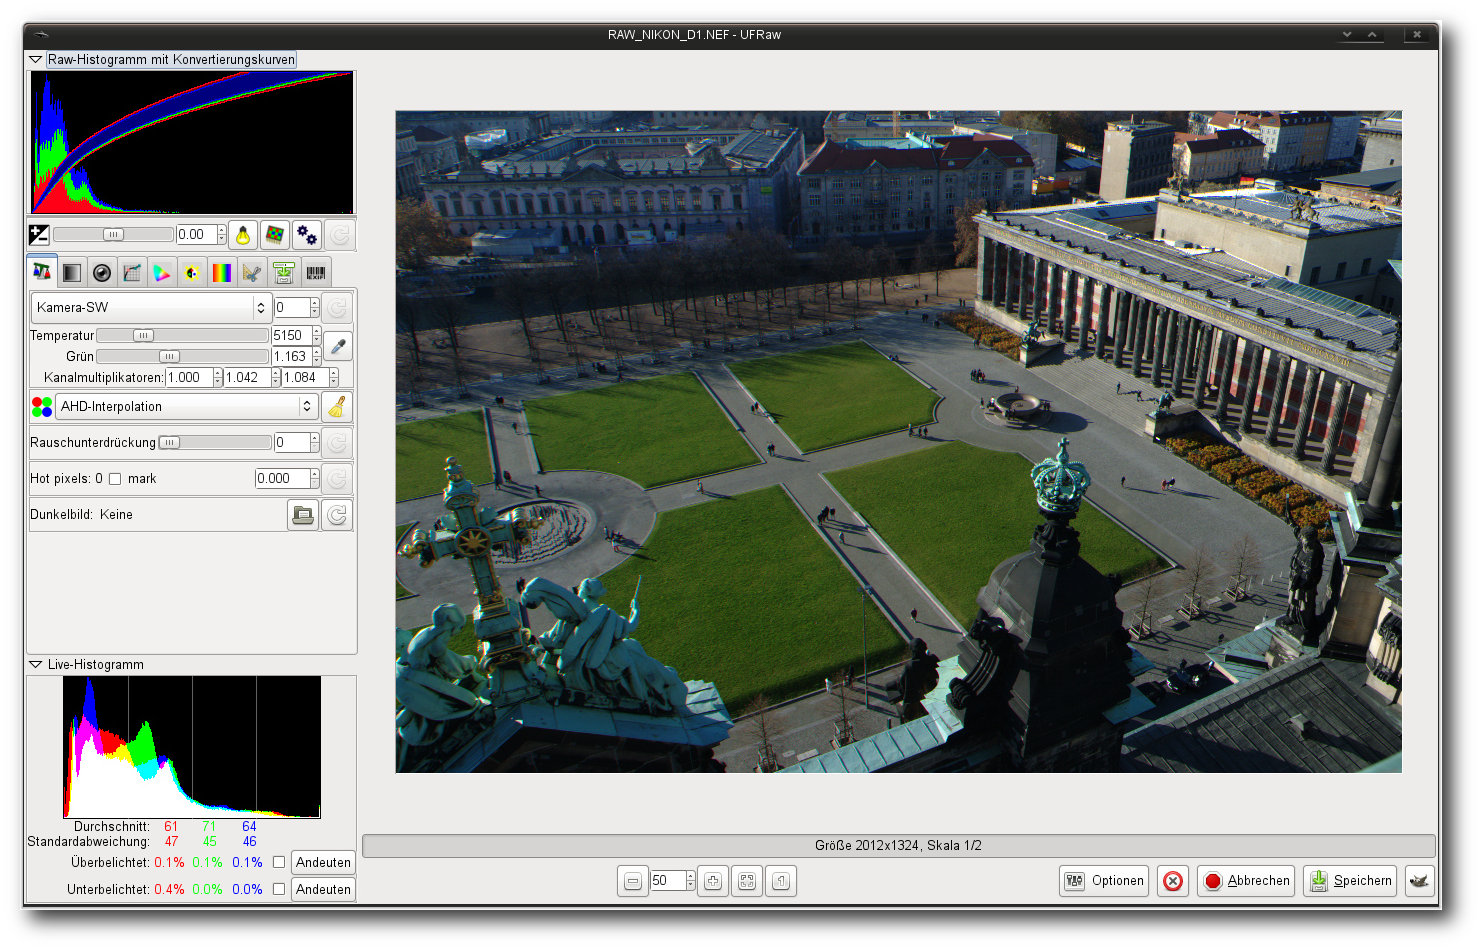 RAW_NIKON_D1.NEF - UFRaw
Raw-Histogramm mit Konvertierungskurven
0.00
EXIF
Kamera-SW 0
Temperatur 5150
Grün 1.163
Kanalmultiplikatoren: 1.000 1.042 1.084
AHD-Interpolation
Rauschunterdrückung 0
Hot pixels: 0 mark 0.000
Dunkelbild: Keine
Live-Histogramm
Durchschnitt: 61 71 64
Standardabweichung: 47 45 46
Überbelichtet: 0.1% 0.1% 0.1% Andeuten
Unterbelichtet: 0.4% 0.0% 0.0% Andeuten
Größe 2012x1324, Skala 1/2
50 1 Optionen Abbrechen Speichern